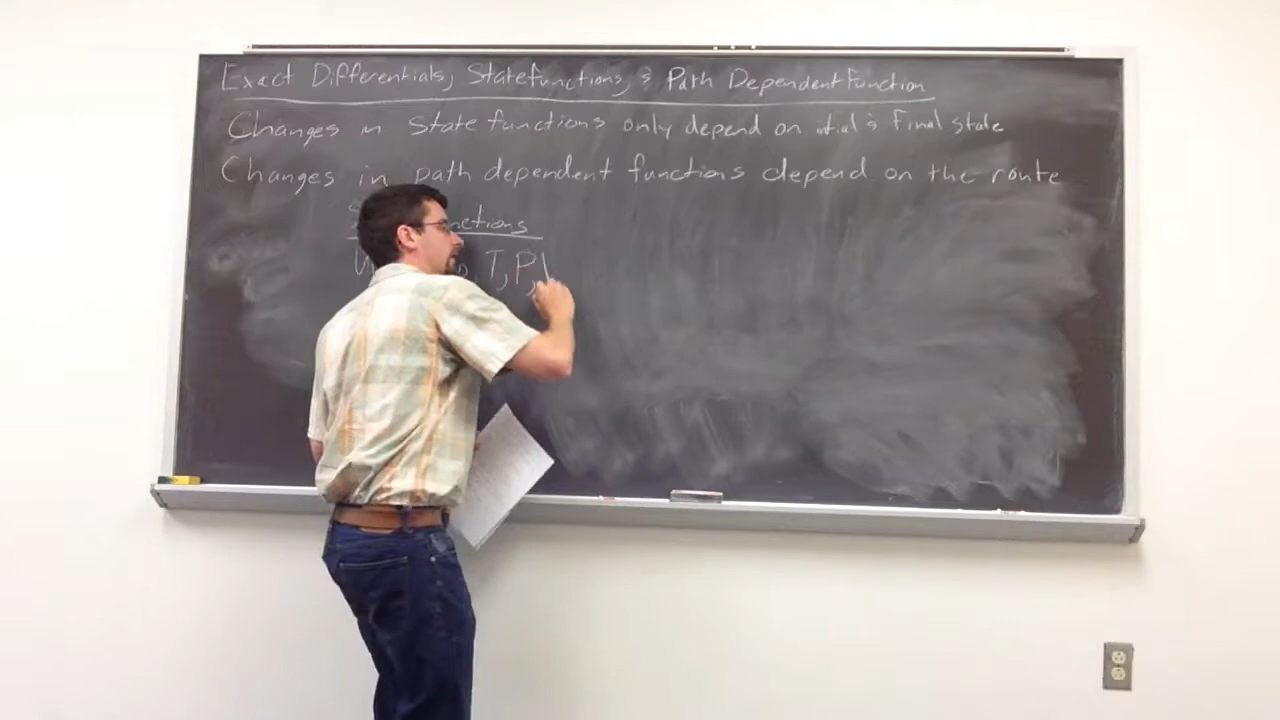 Exact Differentials, Statefunctions, & Path Dependent Function
Changes in State functions only depend on intial & Final state
Changes in path dependent functions depend on the route
T, P,